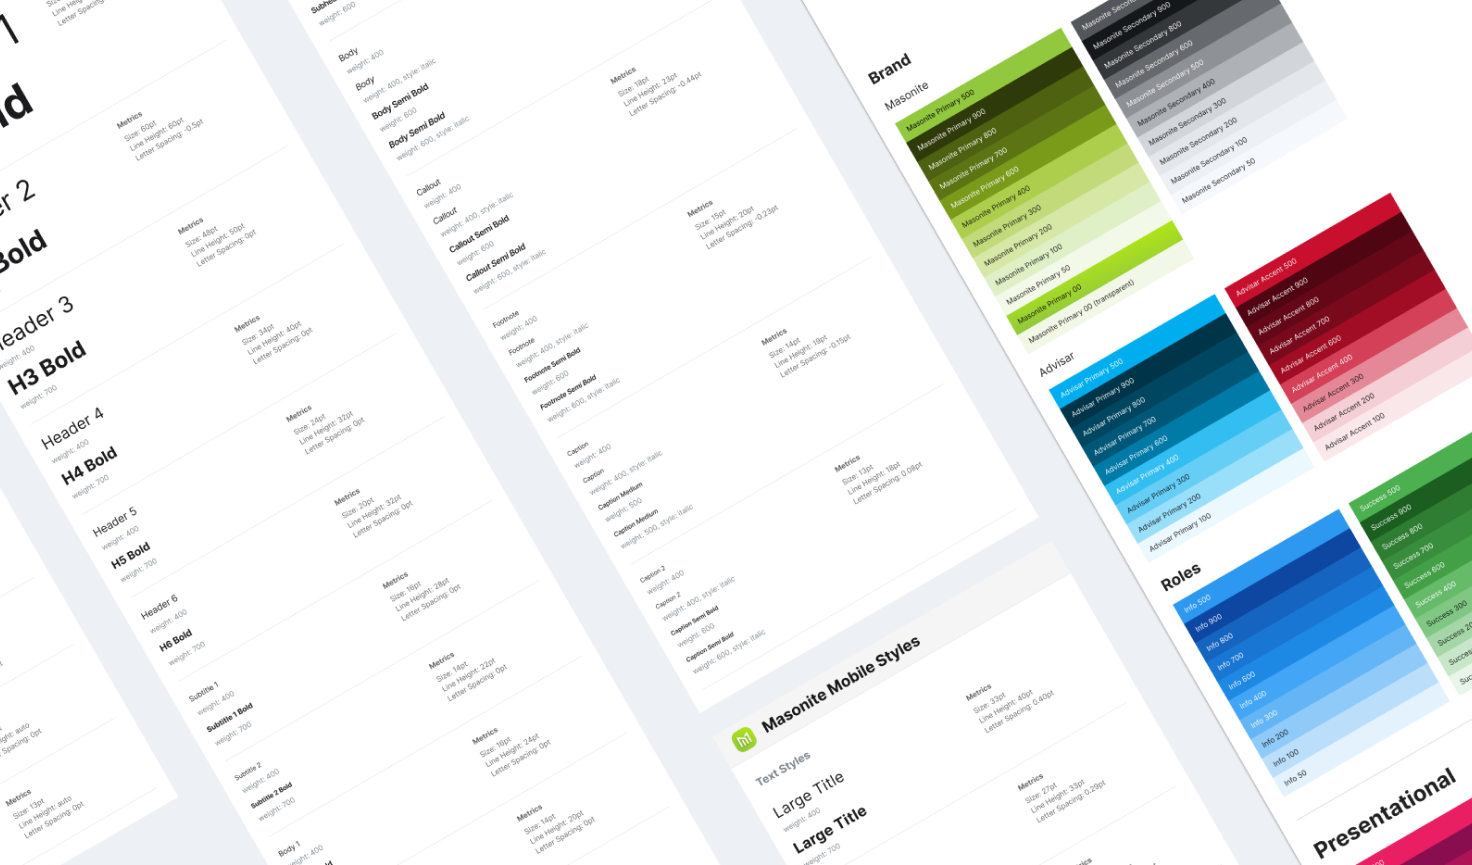 1
Line Height:
Letter Spacing:
Metrics
Size: 60pt
Line Height: 60pt
Letter Spacing: -0.5pt
er 2
Bold
Metrics
Size: 48pt
Line Height: 50pt
Letter Spacing: 0pt
Header 3
weight: 400
H3 Bold
weight: 700
Metrics
Size: 34pt
Line Height: 40pt
Letter Spacing: 0pt
Header 4
weight: 400
H4 Bold
weight: 700
Metrics
Size: 24pt
Line Height: 32pt
Letter Spacing: 0pt
Header 5
weight: 400
H5 Bold
weight: 700
Metrics
Size: 20pt
Line Height: 32pt
Letter Spacing: 0pt
Header 6
weight: 400
H6 Bold
weight: 700
Metrics
Size: 16pt
Line Height: 28pt
Letter Spacing: 0pt
Subtitle 1
weight: 400
Subtitle 1 Bold
weight: 700
Metrics
Size: 14pt
Line Height: 22pt
Letter Spacing: 0pt
Subtitle 2
weight: 400
Subtitle 2 Bold
weight: 700
Metrics
Size: 16pt
Line Height: 24pt
Letter Spacing: 0pt
Body 1
weight: 400
Metrics
Size: 14pt
Line Height: 20pt
Letter Spacing: 0pt
Height: auto
Spacing: 0pt
Metrics
Size: 13pt
Line Height: auto
Letter Spacing: 0pt
weight: 600
Body
weight: 400
Body
weight: 400, style: italic
Body Semi Bold
weight: 600
Body Semi Bold
weight: 600, style: italic
Metrics
Size: 18pt
Line Height: 23pt
Letter Spacing: -0.44pt
Callout
weight: 400
Callout
weight: 400, style: italic
Callout Semi Bold
weight: 600
Callout Semi Bold
weight: 600, style: italic
Metrics
Size: 15pt
Line Height: 20pt
Letter Spacing: -0.23pt
Footnote
weight: 400
Footnote
weight: 400, style: italic
Footnote Semi Bold
weight: 600
Footnote Semi Bold
weight: 600, style: italic
Metrics
Size: 14pt
Line Height: 19pt
Letter Spacing: -0.15pt
Caption
weight: 400
Caption
weight: 400, style: italic
Caption Medium
weight: 500
Caption Medium
weight: 500, style: italic
Metrics
Size: 13pt
Line Height: 18pt
Letter Spacing: 0.08pt
Caption 2
weight: 400
Caption 2
weight: 400, style: italic
Caption Semi Bold
weight: 600
Caption Semi Bold
weight: 600, style: italic
Masonite Mobile Styles
Text Styles
Large Title
weight: 400
Large Title
weight: 700
Metrics
Size: 33pt
Line Height: 40pt
Letter Spacing: 0.40pt
Metrics
Size: 27pt
Line Height: 33pt
Letter Spacing: 0.29pt
Brand
Masonite
Masonite Primary 500
Masonite Primary 900
Masonite Primary 800
Masonite Primary 700
Masonite Primary 600
Masonite Primary 400
Masonite Primary 300
Masonite Primary 200
Masonite Primary 100
Masonite Primary 50
Masonite Primary 00
Masonite Primary 00 (transparent)
Masonite Secondary 900
Masonite Secondary 800
Masonite Secondary 600
Masonite Secondary 500
Masonite Secondary 400
Masonite Secondary 300
Masonite Secondary 200
Masonite Secondary 100
Masonite Secondary 50
Advisar
Advisar Primary 500
Advisar Primary 900
Advisar Primary 800
Advisar Primary 700
Advisar Primary 600
Advisar Primary 400
Advisar Primary 300
Advisar Primary 200
Advisar Primary 100
Advisar Accent 500
Advisar Accent 900
Advisar Accent 800
Advisar Accent 700
Advisar Accent 600
Advisar Accent 400
Advisar Accent 300
Advisar Accent 200
Advisar Accent 100
Roles
Info 500
Info 900
Info 800
Info 700
Info 600
Info 400
Info 300
Info 200
Info 100
Info 50
Success 500
Success 900
Success 800
Success 700
Success 600
Success 400
Success 300
Success 20
Success
Presentational